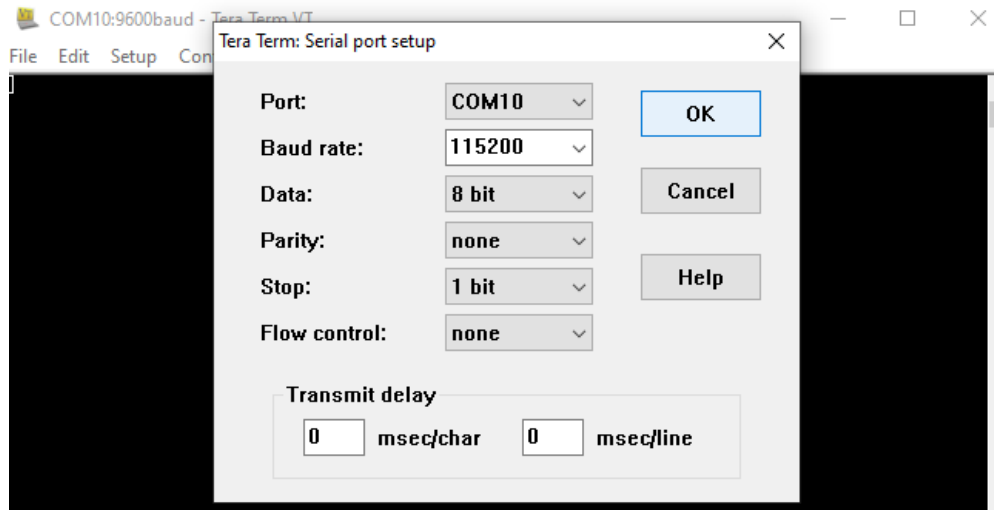 COM10:9600baud - Tera Term VT
File Edit Setup Con
Tera Term: Serial port setup
Port: COM10
OK
Baud rate: 115200
Data: 8 bit
Cancel
Parity: none
Stop: 1 bit
Help
Flow control: none
Transmit delay
0 msec/char 0 msec/line